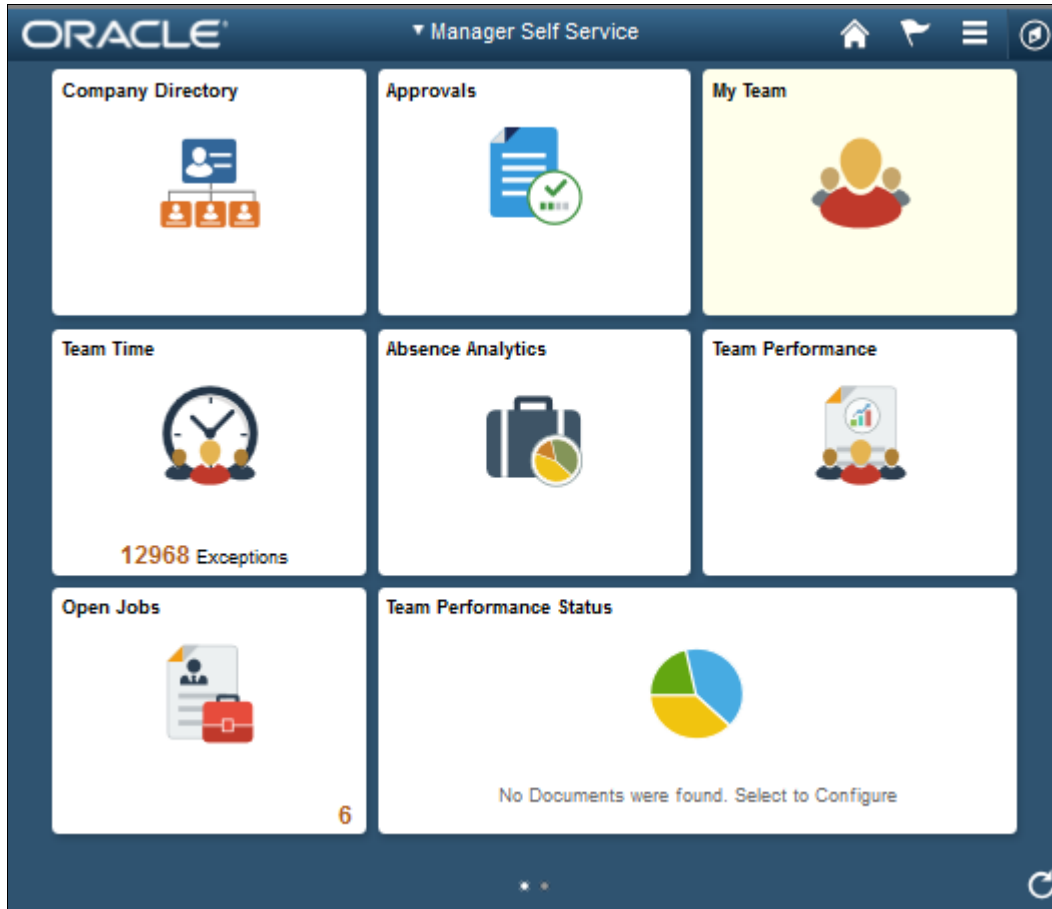 ORACLE
Manager Self Service
Company Directory
Approvals
My Team
Team Time
12968 Exceptions
Absence Analytics
Team Performance
Open Jobs
6
Team Performance Status
No Documents were found. Select to Configure